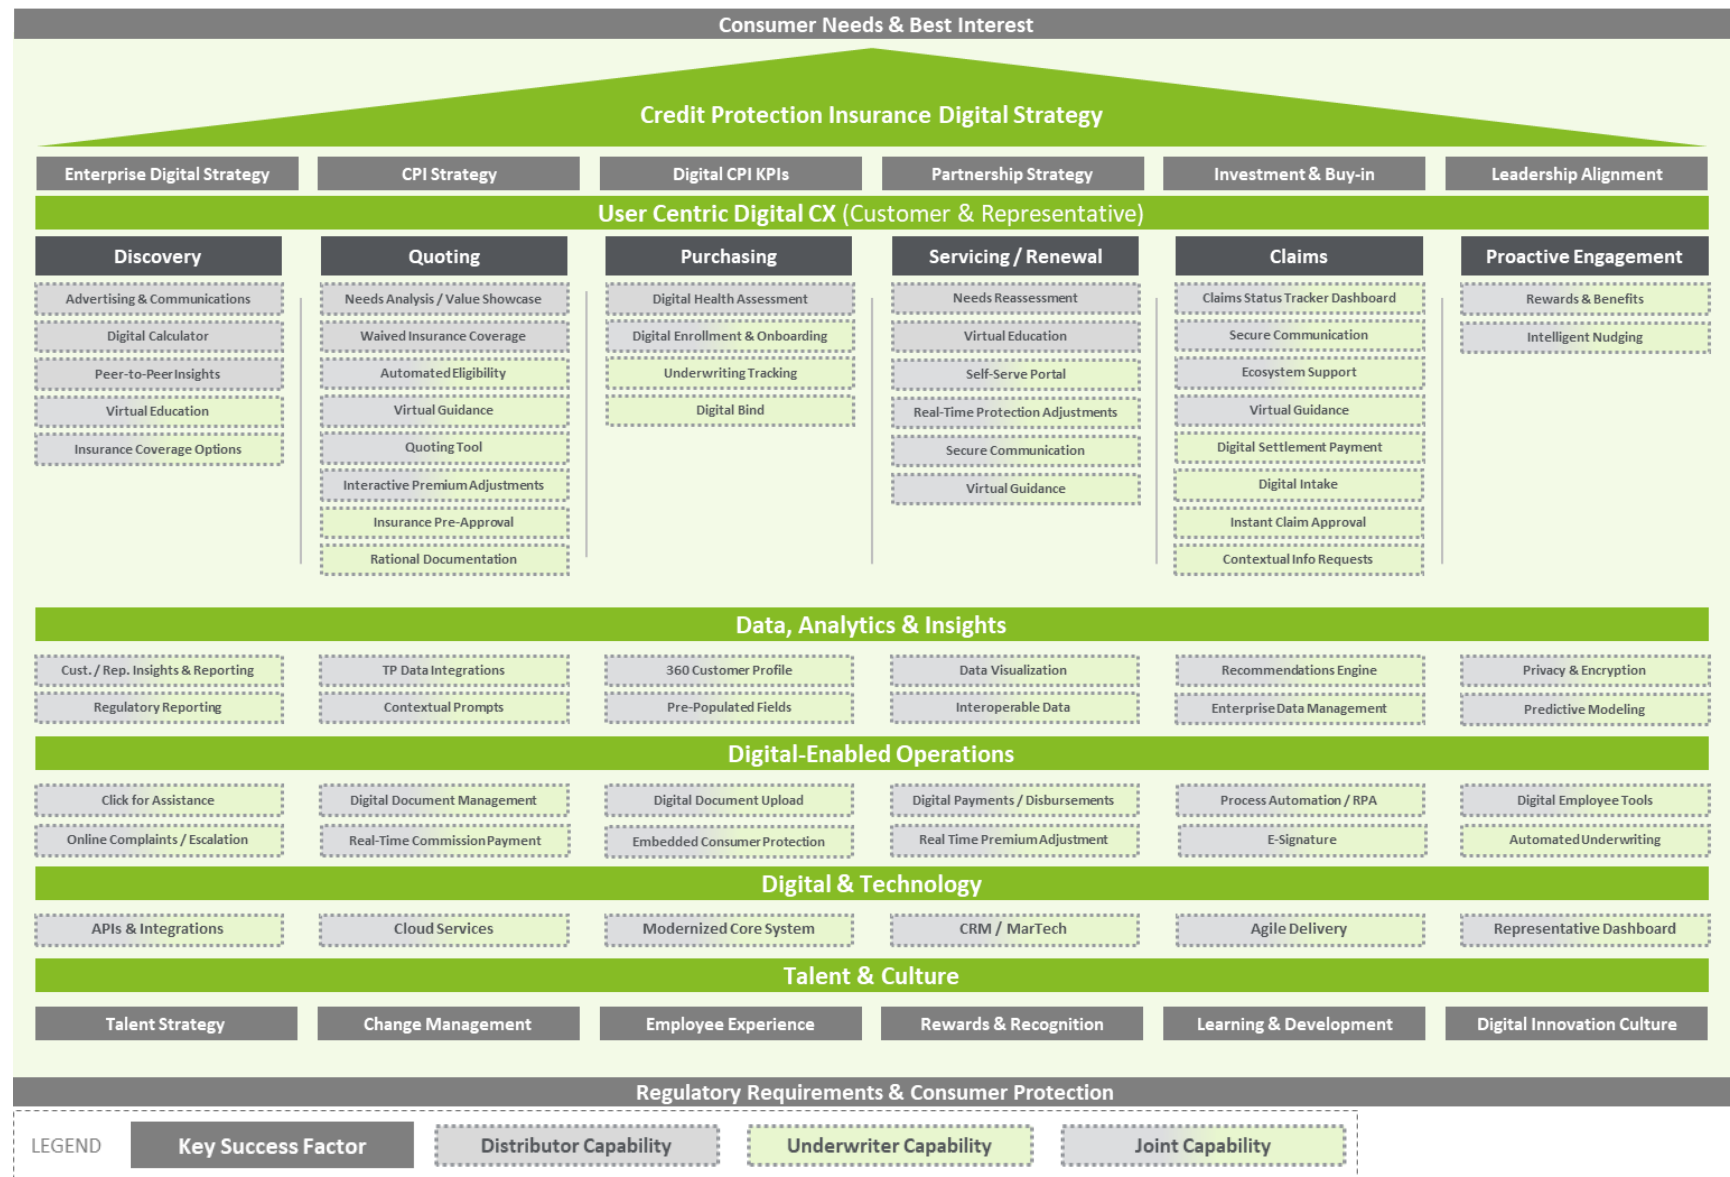 Consumer Needs & Best Interest
Credit Protection Insurance Digital Strategy
Enterprise Digital Strategy
CPI Strategy
Digital CPI KPIs
Partnership Strategy
Investment & Buy-in
Leadership Alignment
User Centric Digital CX (Customer & Representative)
Discovery
Advertising & Communications
Digital Calculator
Peer-to-Peer Insights
Virtual Education
Insurance Coverage Options
Quoting
Needs Analysis / Value Showcase
Waived Insurance Coverage
Automated Eligibility
Virtual Guidance
Quoting Tool
Interactive Premium Adjustments
Insurance Pre-Approval
Rational Documentation
Purchasing
Digital Health Assessment
Digital Enrollment & Onboarding
Underwriting Tracking
Digital Bind
Servicing / Renewal
Needs Reassessment
Virtual Education
Self-Serve Portal
Real-Time Protection Adjustments
Secure Communication
Virtual Guidance
Claims
Claims Status Tracker Dashboard
Secure Communication
Ecosystem Support
Virtual Guidance
Digital Settlement Payment
Digital Intake
Instant Claim Approval
Contextual Info Requests
Proactive Engagement
Rewards & Benefits
Intelligent Nudging
Data, Analytics & Insights
Cust. / Rep. Insights & Reporting
TP Data Integrations
360 Customer Profile
Data Visualization
Recommendations Engine
Privacy & Encryption
Regulatory Reporting
Contextual Prompts
Pre-Populated Fields
Interoperable Data
Enterprise Data Management
Predictive Modeling
Digital-Enabled Operations
Click for Assistance
Digital Document Management
Digital Document Upload
Digital Payments / Disbursements
Process Automation / RPA
Digital Employee Tools
Online Complaints / Escalation
Real-Time Commission Payment
Embedded Consumer Protection
Real Time Premium Adjustment
E-Signature
Automated Underwriting
Digital & Technology
APIs & Integrations
Cloud Services
Modernized Core System
CRM / MarTech
Agile Delivery
Representative Dashboard
Talent & Culture
Talent Strategy
Change Management
Employee Experience
Rewards & Recognition
Learning & Development
Digital Innovation Culture
Regulatory Requirements & Consumer Protection
LEGEND
Key Success Factor
Distributor Capability
Underwriter Capability
Joint Capability